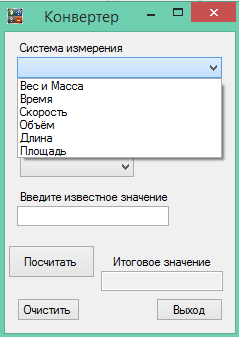 Конвертер
Система измерения
Вес и Масса
Время
Скорость
Объём
Длина
Площадь
Введите известное значение
Посчитать
Итоговое значение
Очистить
Выход